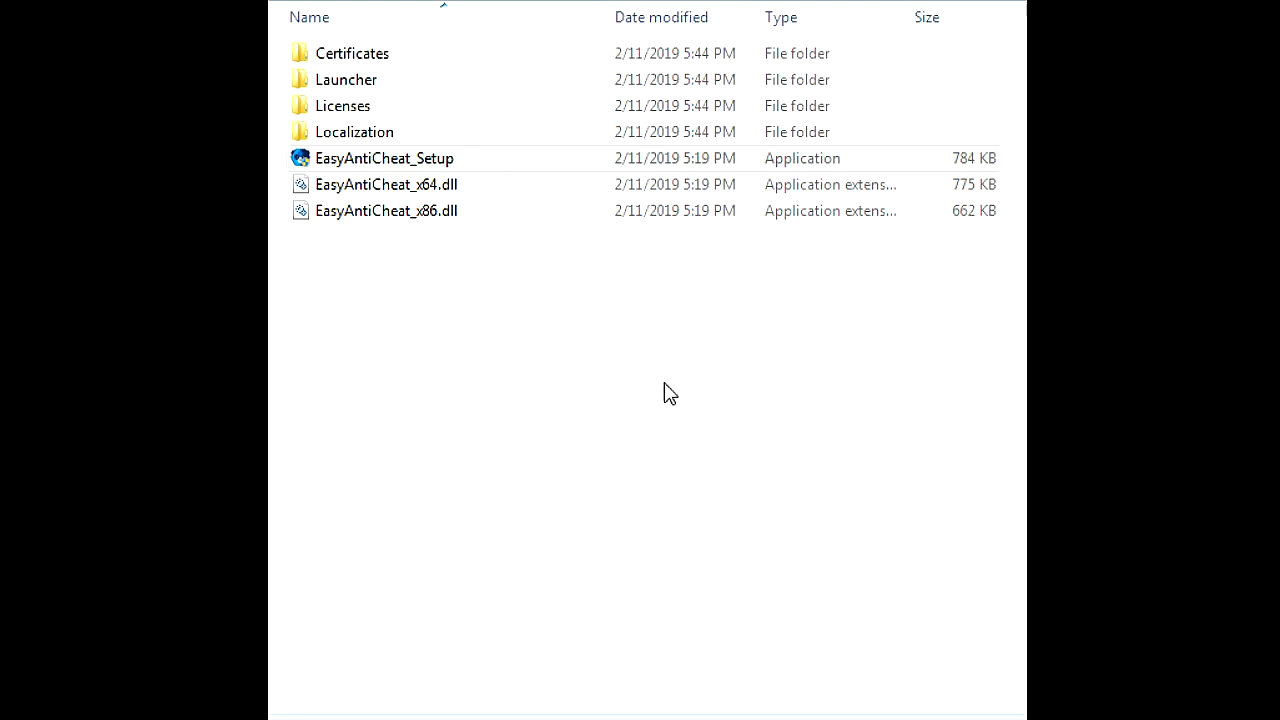 Name Date modified Type Size
Certificates 2/11/2019 5:44 PM File folder
Launcher 2/11/2019 5:44 PM File folder
Licenses 2/11/2019 5:44 PM File folder
Localization 2/11/2019 5:44 PM File folder
EasyAntiCheat_Setup 2/11/2019 5:19 PM Application 784 KB
EasyAntiCheat_x64.dll 2/11/2019 5:19 PM Application extens... 775 KB
EasyAntiCheat_x86.dll 2/11/2019 5:19 PM Application extens... 662 KB